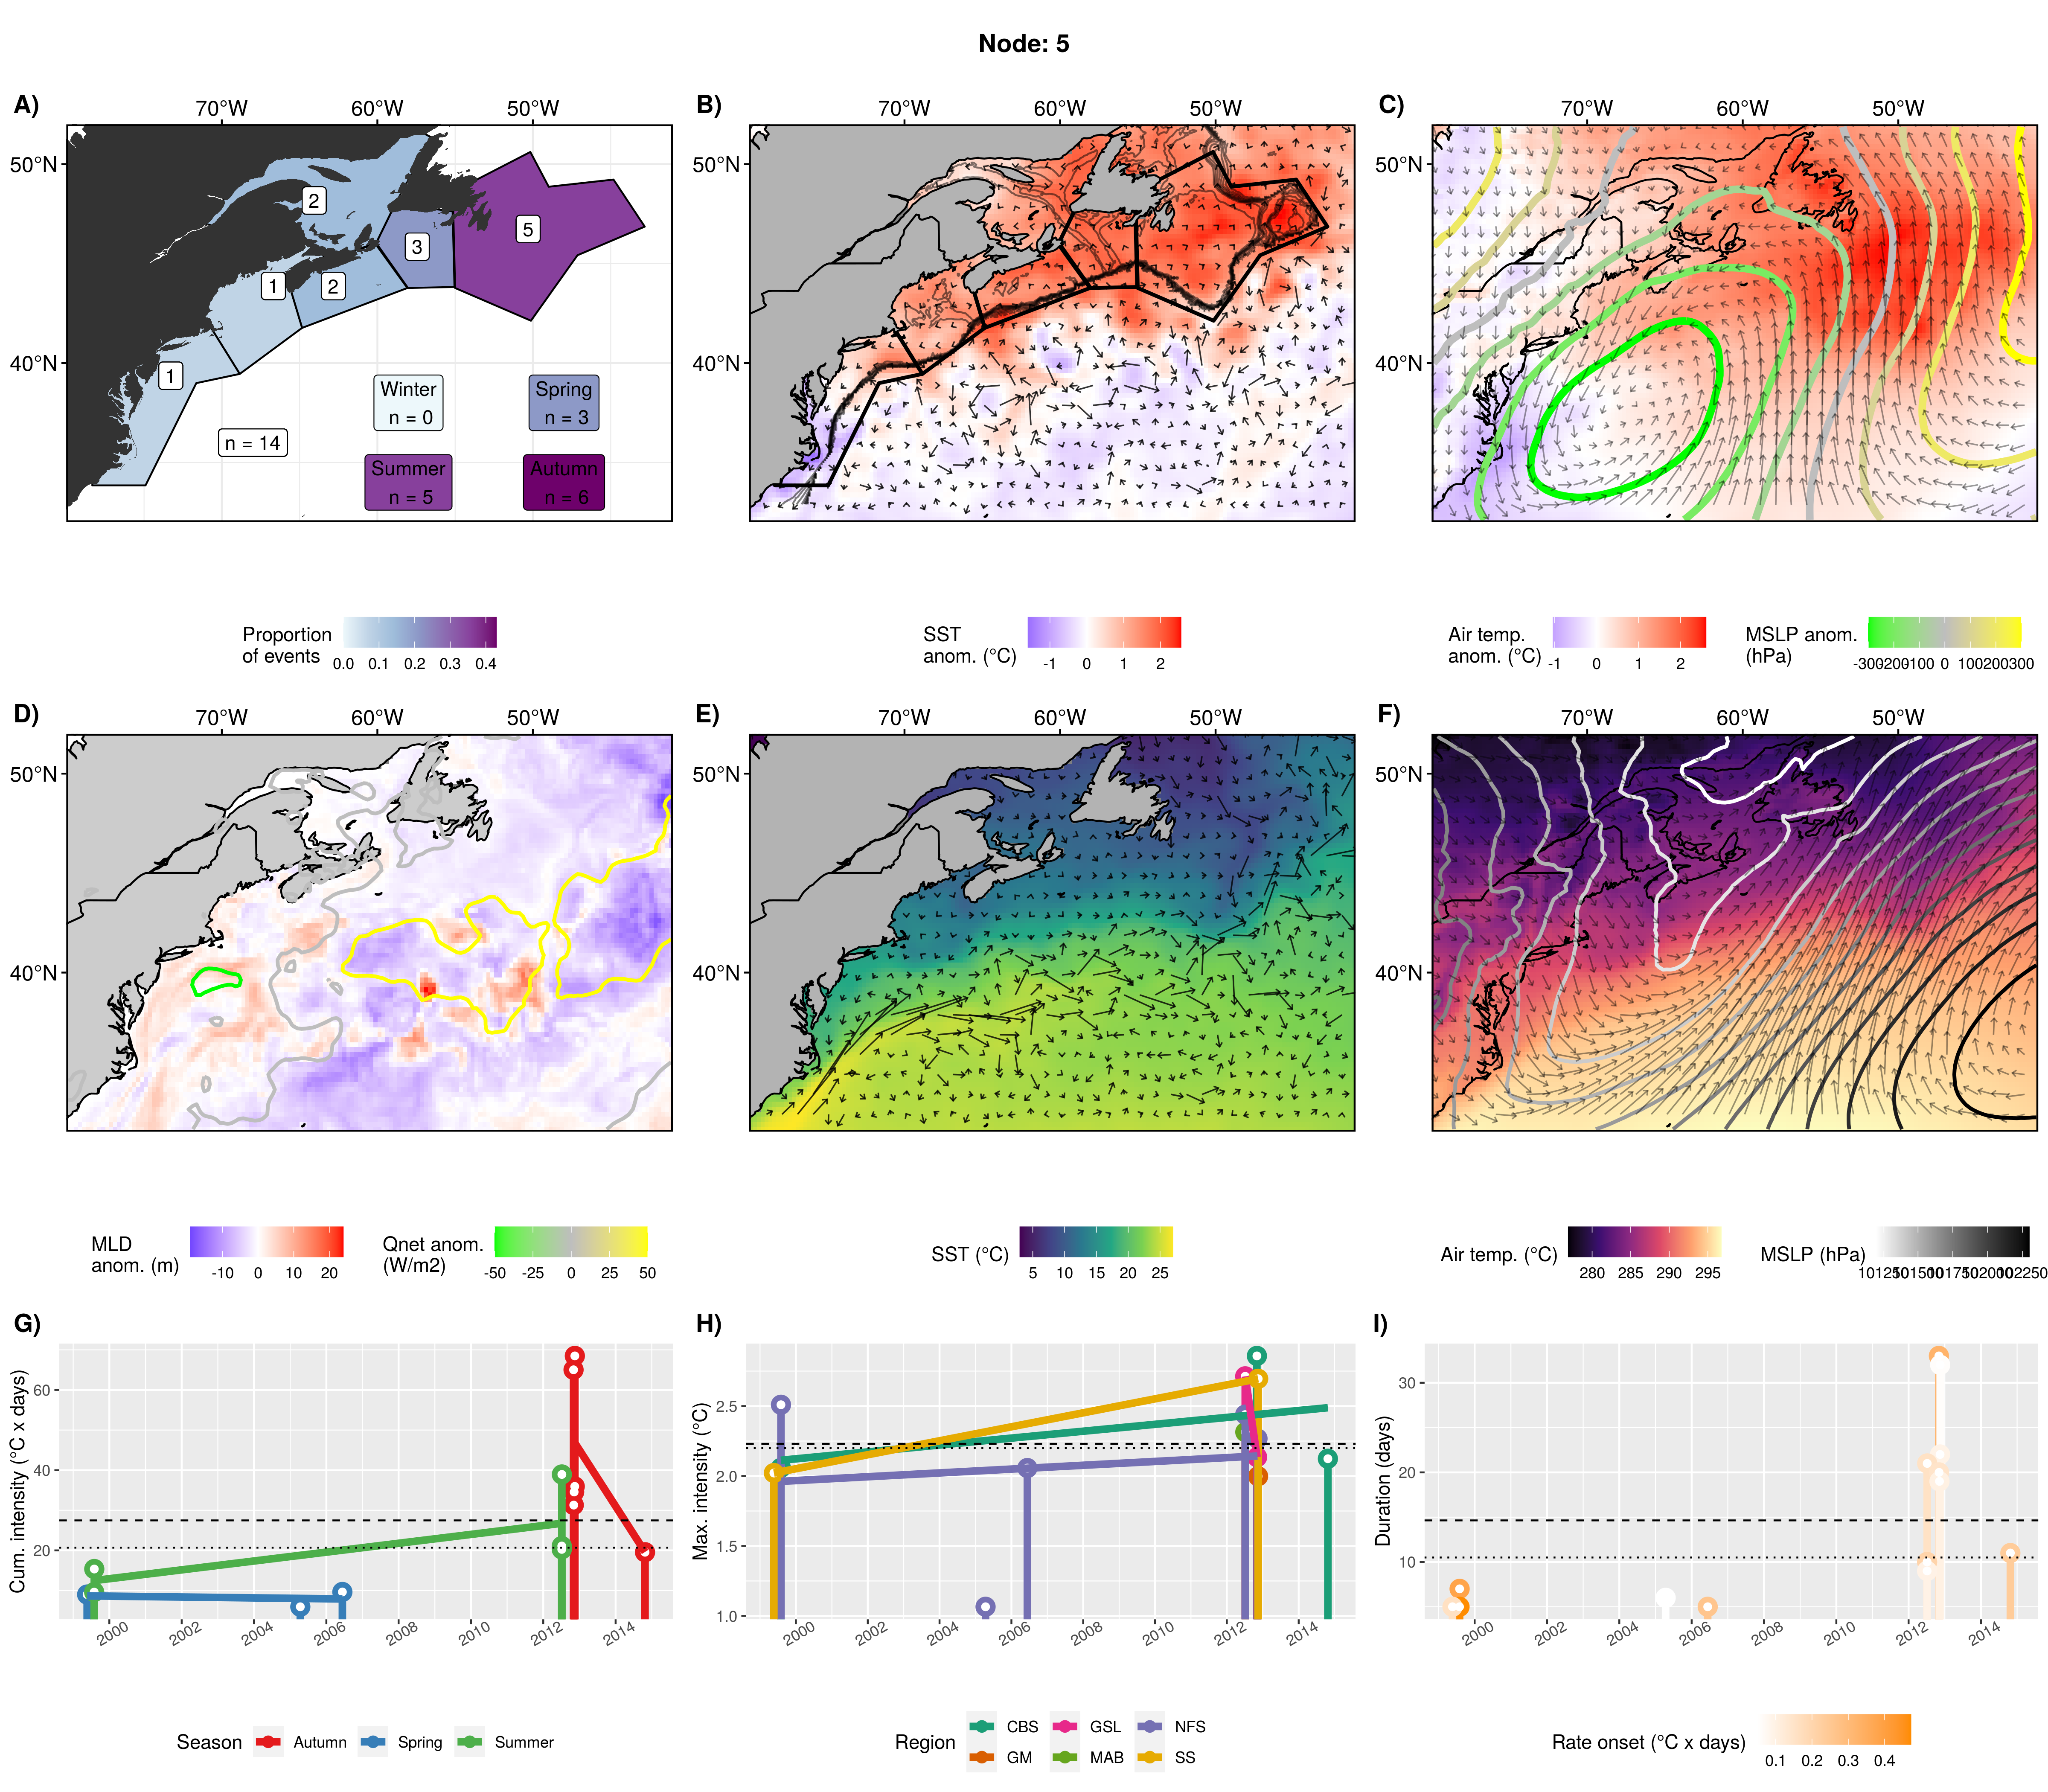 Node: 5
A)
70°W 60°W 50°W
50°N
40°N
2
5
3
1
2
1
Winter
n = 0
Spring
n = 3
n = 14
Summer
n = 5
Autumn
n = 6
Proportion
of events
0.0 0.1 0.2 0.3 0.4
B)
70°W 60°W 50°W
50°N
40°N
SST
anom. (°C)
-1 0 1 2
C)
70°W 60°W 50°W
50°N
40°N
Air temp.
anom. (°C)
-1 0 1 2
MSLP anom.
(hPa)
-300-200-100 0 100200300
D)
70°W 60°W 50°W
50°N
40°N
MLD
anom. (m)
-10 0 10 20
Qnet anom.
(W/m2)
-50 -25 0 25 50
E)
70°W 60°W 50°W
50°N
40°N
SST (°C)
5 10 15 20 25
F)
70°W 60°W 50°W
50°N
40°N
Air temp. (°C)
280 285 290 295
MSLP (hPa)
G)
Cum. intensity (°C x days)
60
40
20
2000 2002 2004 2006 2008 2010 2012 2014
Season
Autumn Spring Summer
H)
Max. intensity (°C)
2.5
2.0
1.5
1.0
2000 2002 2004 2006 2008 2010 2012 2014
Region
CBS GSL NFS
GM MAB SS
I)
Duration (days)
30
20
10
2000 2002 2004 2006 2008 2010 2012 2014
Rate onset (°C x days)
0.1 0.2 0.3 0.4